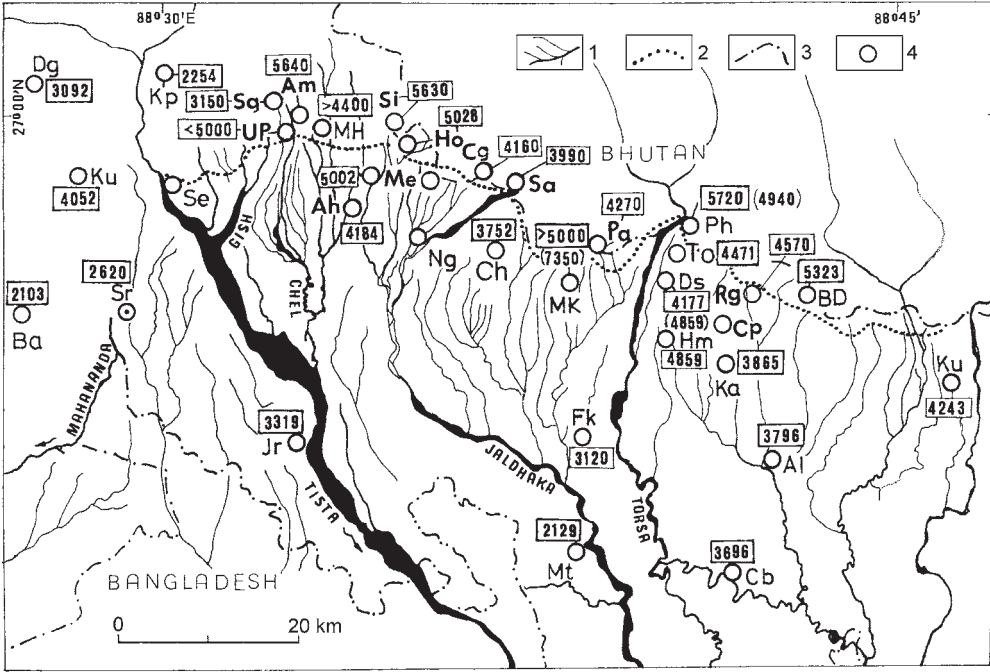 88°30'E
88°45'
27°00'N
1
2
3
4
Dg
3092
Kp
2254
3150
Sg
5640
Am
<5000
UP
>4400
MH
Si
5630
5028
Ho
Cg
4160
3990
Sa
BHUTAN
Ku
4052
Se
GISH
5002
Me
Ah
4184
Ng
3752
Ch
4270
>5000
Pa
(7350)
MK
5720 (4940)
Ph
To
4471
4570
Ds
4177
Rg
5323
BD
(4859)
Cp
Hm
4859
3865
Ka
Ku
4243
2620
Sr
2103
Ba
CHEL
MAHANANDA
3319
Jr
TISTA
JALDHAKA
Fk
3120
TORSA
3796
Al
2129
Mt
3696
Cb
BANGLADESH
0 20 km